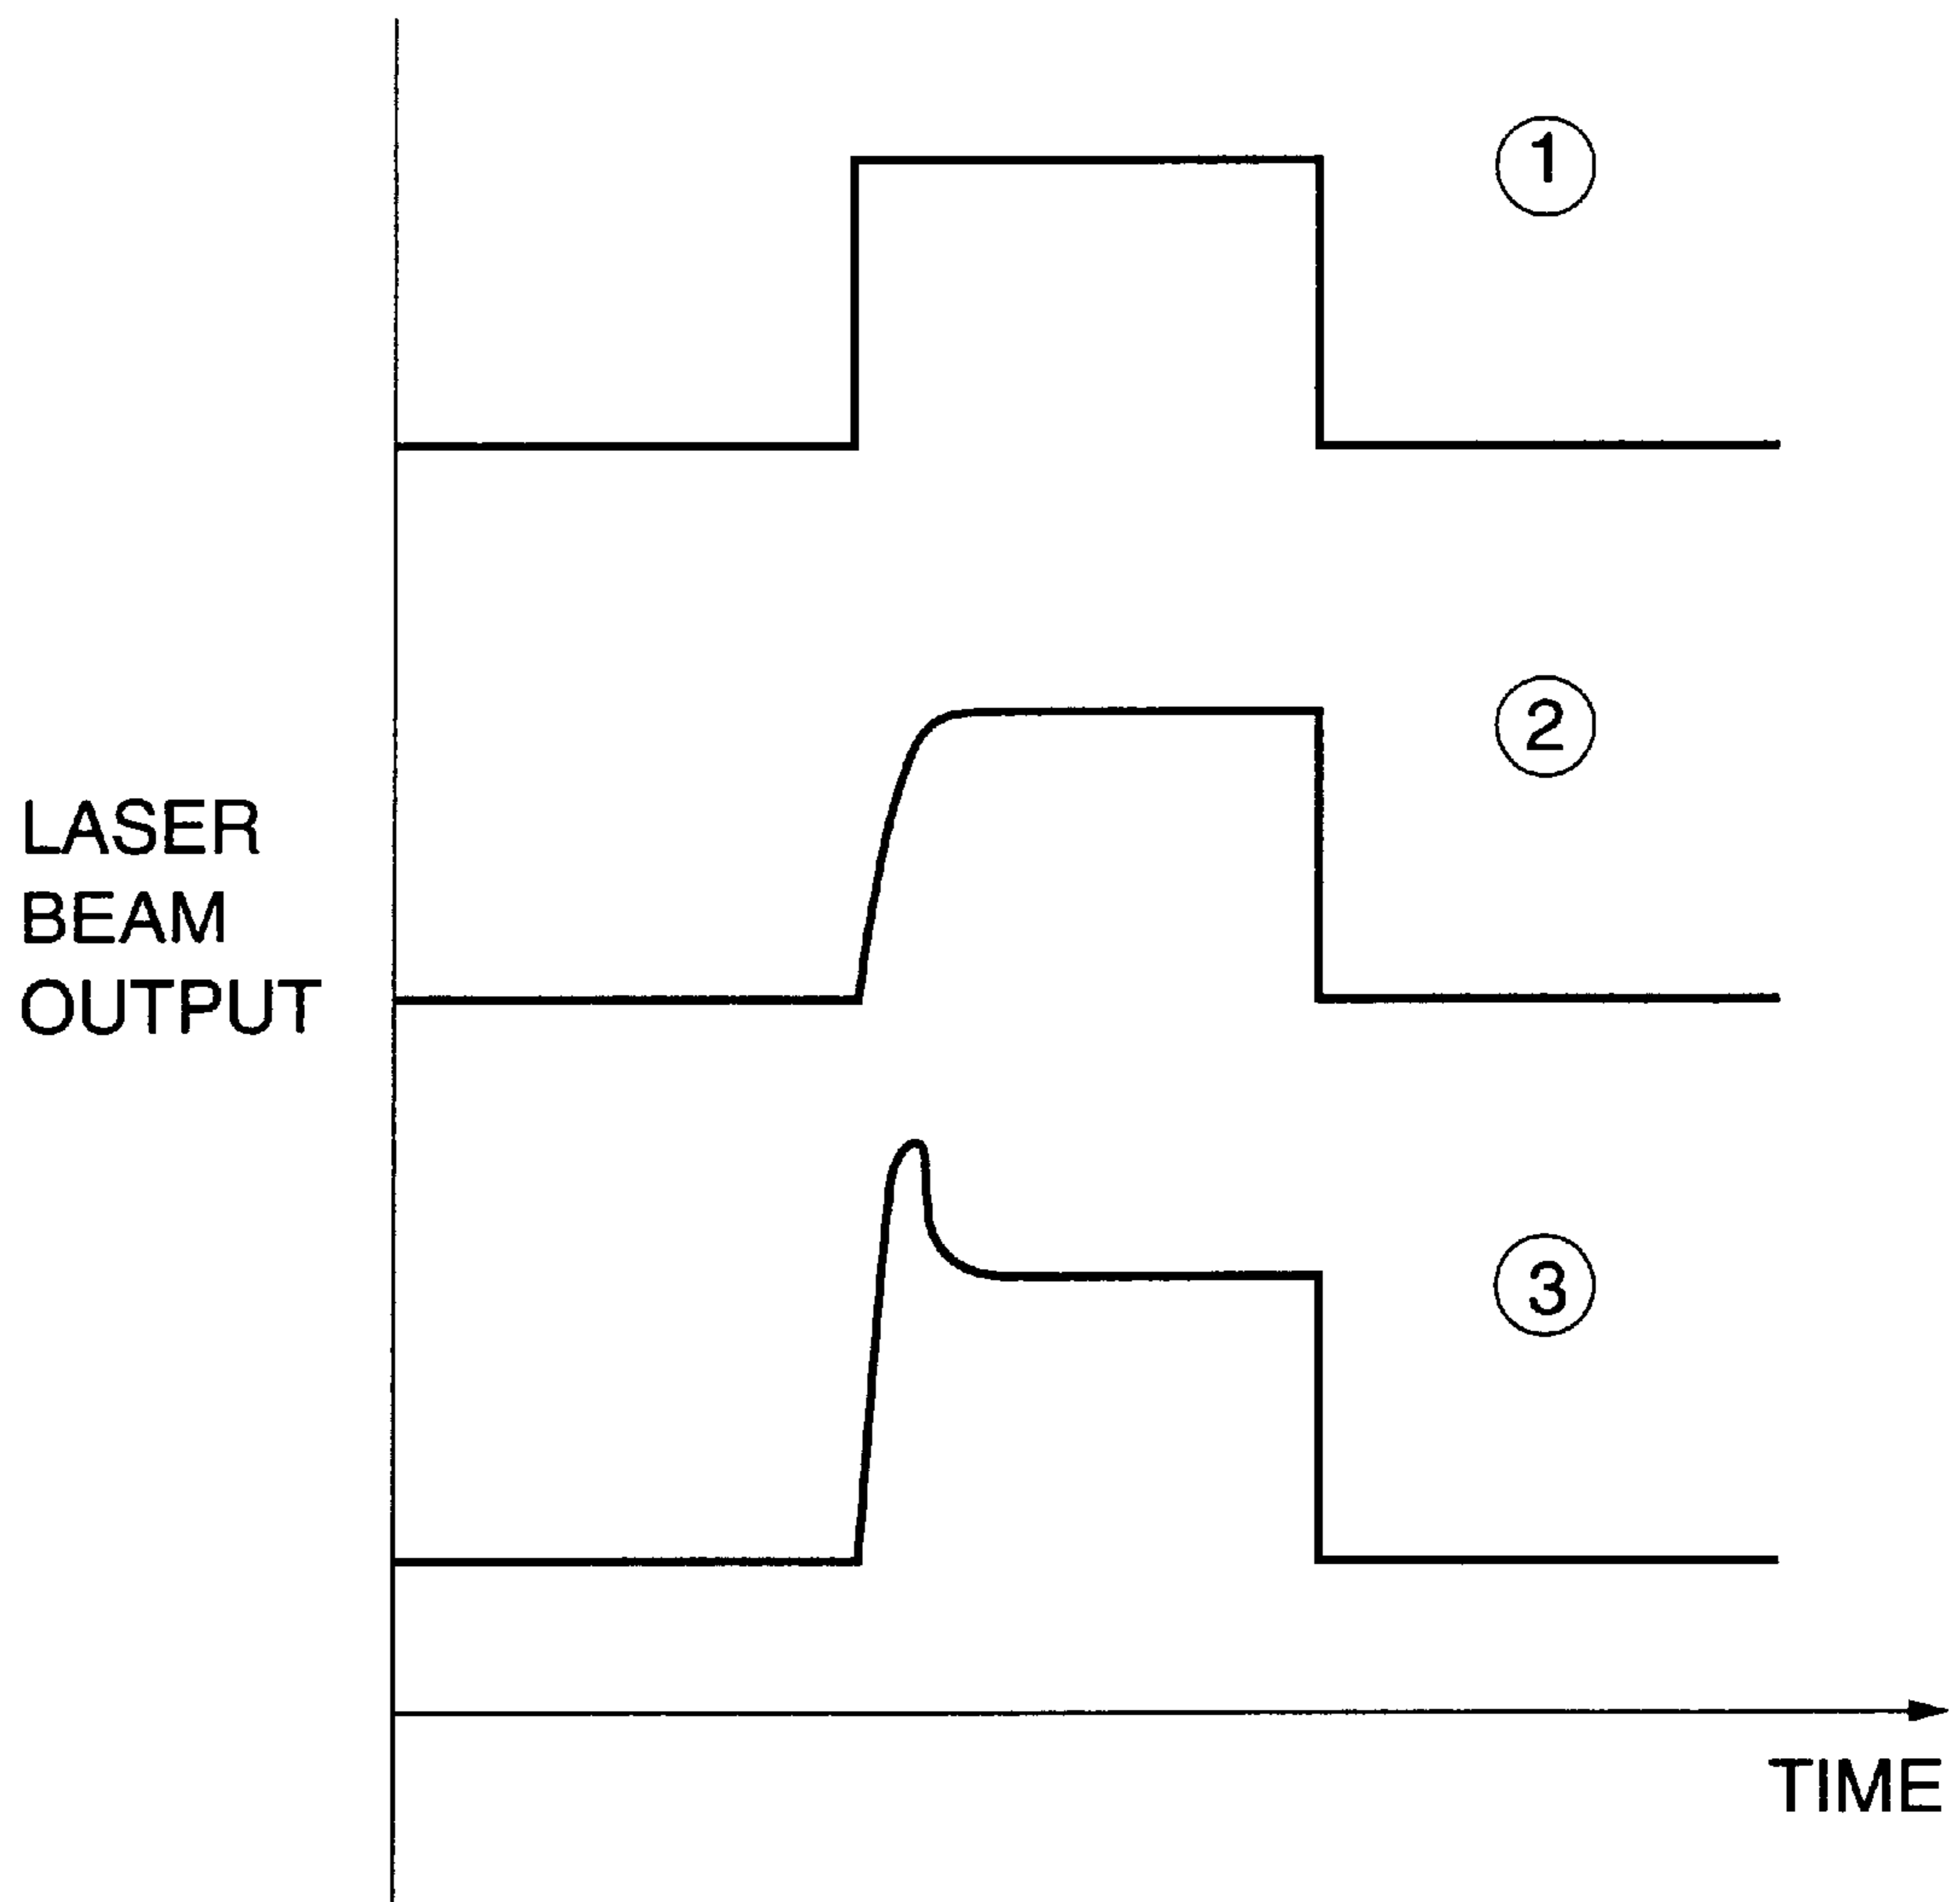 ①
②
LASER
BEAM
OUTPUT
③
TIME